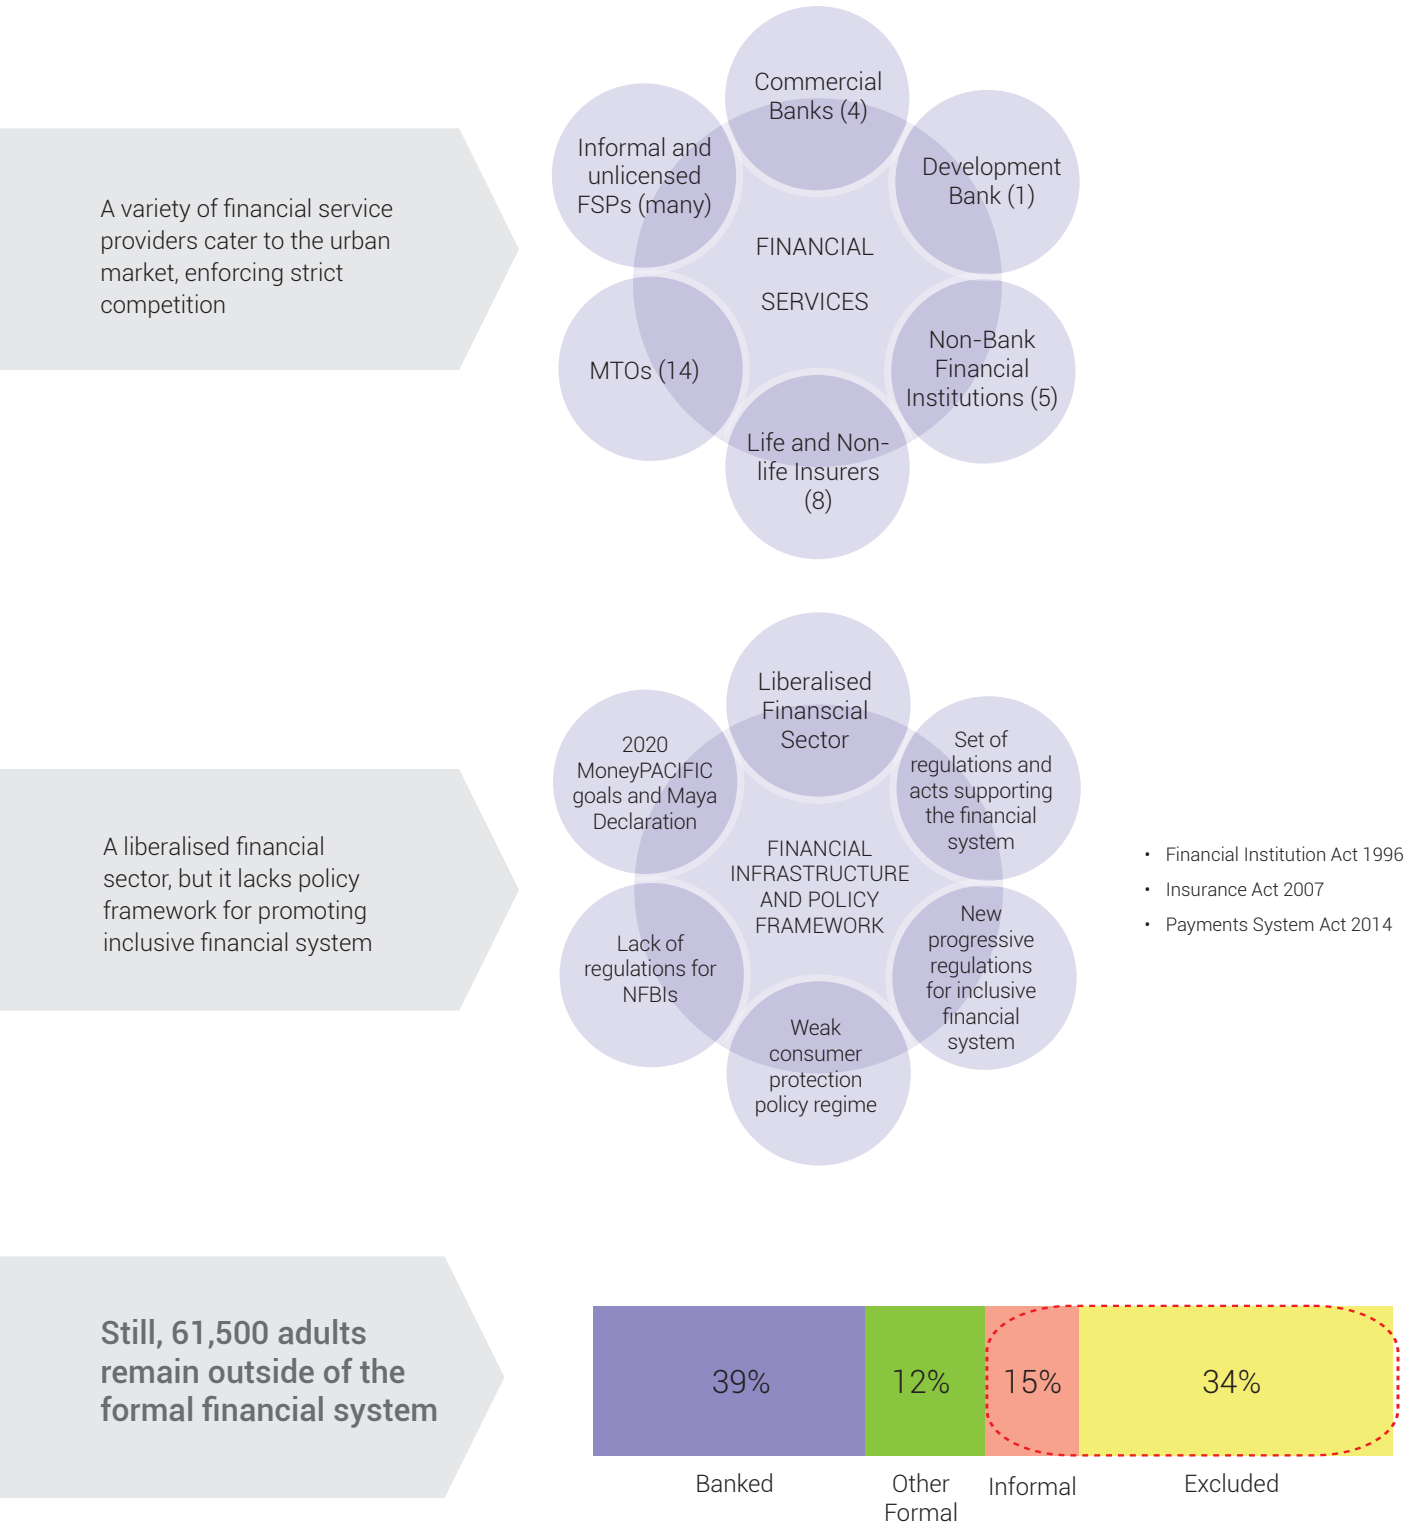 A variety of financial service
providers cater to the urban
market, enforcing strict
competition
Commercial
Banks (4)
Informal and
unlicensed
FSPs (many)
Development
Bank (1)
FINANCIAL
SERVICES
MTOs (14)
Non-Bank
Financial
Institutions (5)
Life and Non-
life Insurers
(8)
A liberalised financial
sector, but it lacks policy
framework for promoting
inclusive financial system
Liberalised
Finanscial
Sector
2020
MoneyPACIFIC
goals and Maya
Declaration
Set of
regulations and
acts supporting
the financial
system
FINANCIAL
INFRASTRUCTURE
AND POLICY
FRAMEWORK
Lack of
regulations for
NFBIs
New
progressive
regulations
for inclusive
financial
system
Weak
consumer
protection
policy regime
• Financial Institution Act 1996
• Insurance Act 2007
• Payments System Act 2014
Still, 61,500 adults
remain outside of the
formal financial system
39%
12%
15%
34%
Banked
Other
Formal
Informal
Excluded